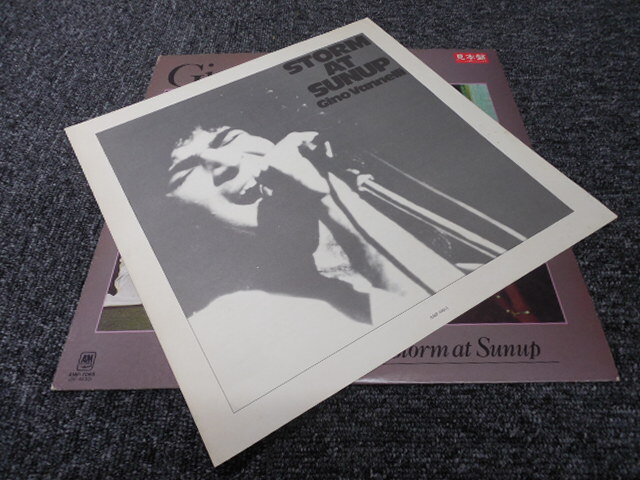 STORM
AT
SUNUP
Gino Vannelli
見本盤
Gi
Storm at Sunup
A&M